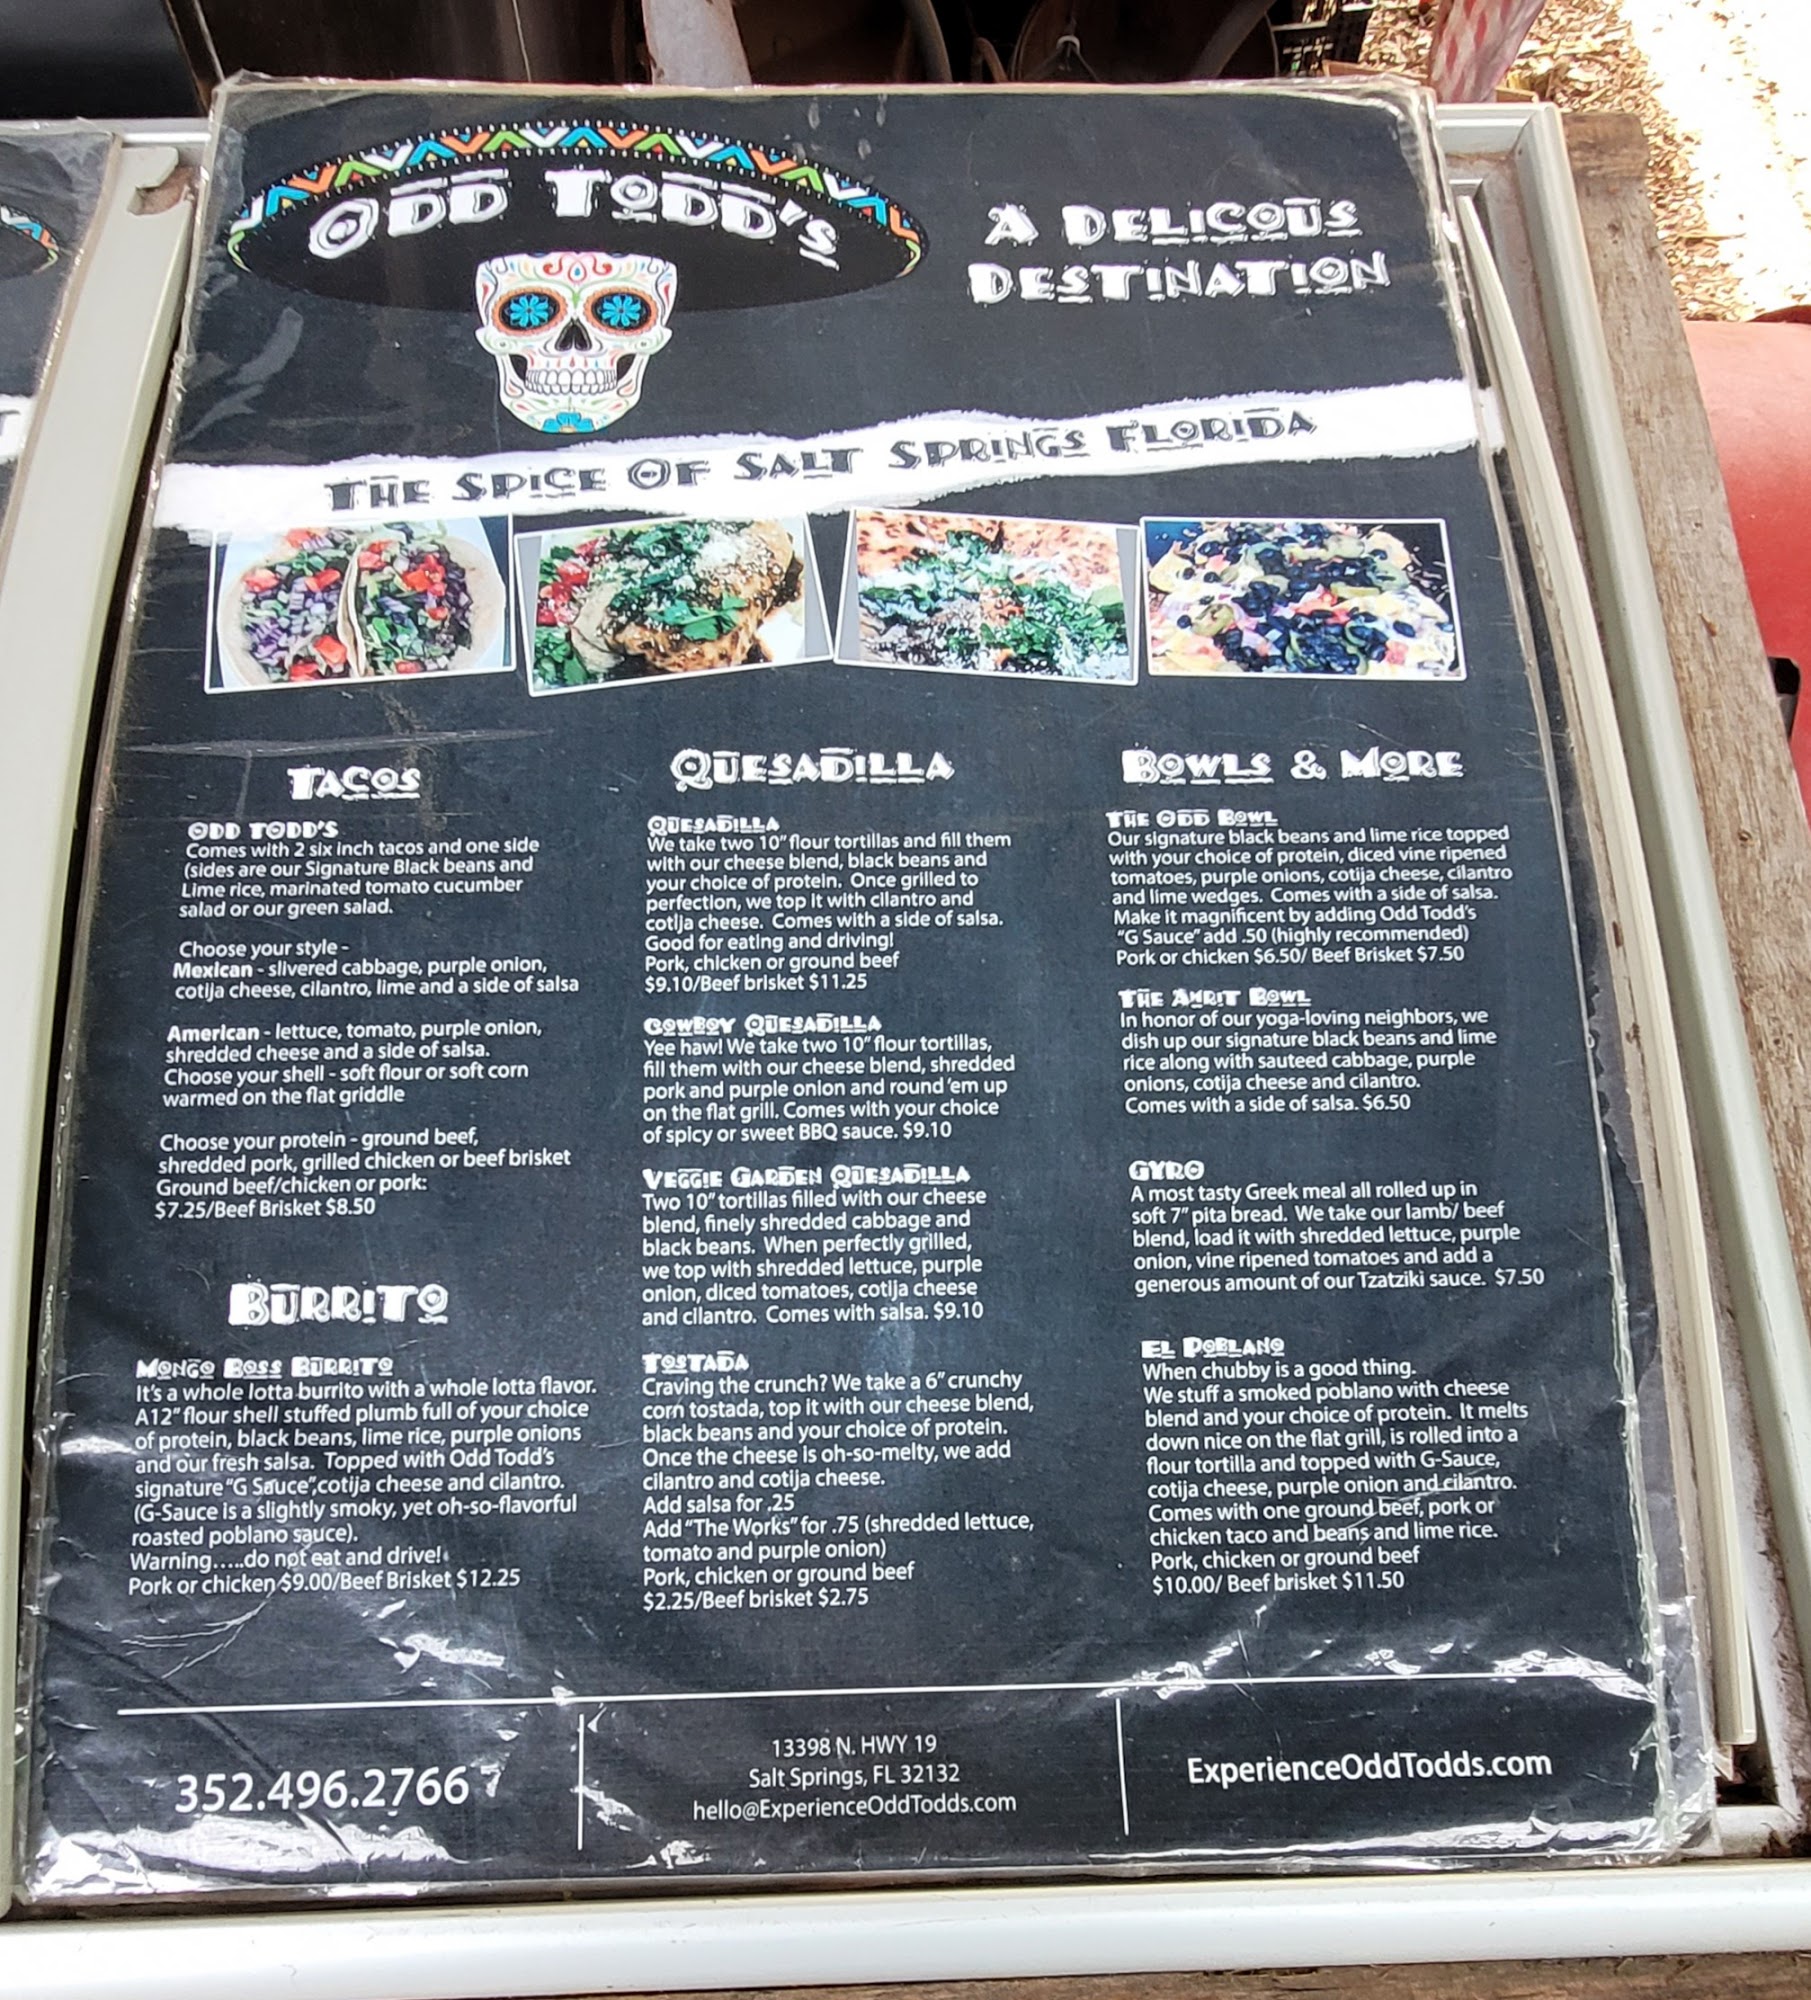 ODD TODD'S
A DELICOUS
DESTINATION
THE SPICE OF SALT SPRINGS FLORIDA
TACOS
ODD TODD'S
Comes with 2 six inch tacos and one side
(sides are our Signature Black beans and
Lime rice, marinated tomato cucumber
salad or our green salad.
Choose your style -
Mexican - slivered cabbage, purple onion,
cotija cheese, cilantro, lime and a side of salsa
American - lettuce, tomato, purple onion,
shredded cheese and a side of salsa.
Choose your shell - soft flour or soft corn
warmed on the flat griddle
Choose your protein - ground beef,
shredded pork, grilled chicken or beef brisket
Ground beef/chicken or pork:
$7.25/Beef Brisket $8.50
BURRITO
MONGO BOSS BURRITO
It's a whole lotta burrito with a whole lotta flavor.
A12" flour shell stuffed plumb full of your choice
of protein, black beans, lime rice, purple onions
and our fresh salsa. Topped with Odd Todd's
signature "G Sauce",cotija cheese and cilantro.
(G-Sauce is a slightly smoky, yet oh-so-flavorful
roasted poblano sauce).
Warning.....do not eat and drive!
Pork or chicken $9.00/Beef Brisket $12.25
QUESADILLA
QUESADILLA
We take two 10" flour tortillas and fill them
with our cheese blend, black beans and
your choice of protein. Once grilled to
perfection, we top it with cilantro and
cotija cheese. Comes with a side of salsa.
Good for eating and driving!
Pork, chicken or ground beef
$9.10/Beef brisket $11.25
COWBOY QUESADILLA
Yee haw! We take two 10" flour tortillas,
fill them with our cheese blend, shredded
pork and purple onion and round 'em up
on the flat grill. Comes with your choice
of spicy or sweet BBQ sauce. $9.10
VEGGIE GARDEN QUESADILLA
Two 10" tortillas filled with our cheese
blend, finely shredded cabbage and
black beans. When perfectly grilled,
we top with shredded lettuce, purple
onion, diced tomatoes, cotija cheese
and cilantro. Comes with salsa. $9.10
TOSTADA
Craving the crunch? We take a 6" crunchy
corn tostada, top it with our cheese blend,
black beans and your choice of protein.
Once the cheese is oh-so-melty, we add
cilantro and cotija cheese.
Add salsa for .25
Add "The Works" for .75 (shredded lettuce,
tomato and purple onion)
Pork, chicken or ground beef
$2.25/Beef brisket $2.75
BOWLS & MORE
THE ODD BOWL
Our signature black beans and lime rice topped
with your choice of protein, diced vine ripened
tomatoes, purple onions, cotija cheese, cilantro
and lime wedges. Comes with a side of salsa.
Make it magnificent by adding Odd Todd's
"G Sauce" add .50 (highly recommended)
Pork or chicken $6.50/ Beef Brisket $7.50
THE AMRIT BOWL
In honor of our yoga-loving neighbors, we
dish up our signature black beans and lime
rice along with sauteed cabbage, purple
onions, cotija cheese and cilantro.
Comes with a side of salsa. $6.50
GYRO
A most tasty Greek meal all rolled up in
soft 7" pita bread. We take our lamb/ beef
blend, load it with shredded lettuce, purple
onion, vine ripened tomatoes and add a
generous amount of our Tzatziki sauce. $7.50
EL POBLANO
When chubby is a good thing.
We stuff a smoked poblano with cheese
blend and your choice of protein. It melts
down nice on the flat grill, is rolled into a
flour tortilla and topped with G-Sauce,
cotija cheese, purple onion and cilantro.
Comes with one ground beef, pork or
chicken taco and beans and lime rice.
Pork, chicken or ground beef
$10.00/ Beef brisket $11.50
352.496.2766
13398 N. HWY 19
Salt Springs, FL 32132
hello@ExperienceOddTodds.com
ExperienceOddTodds.com